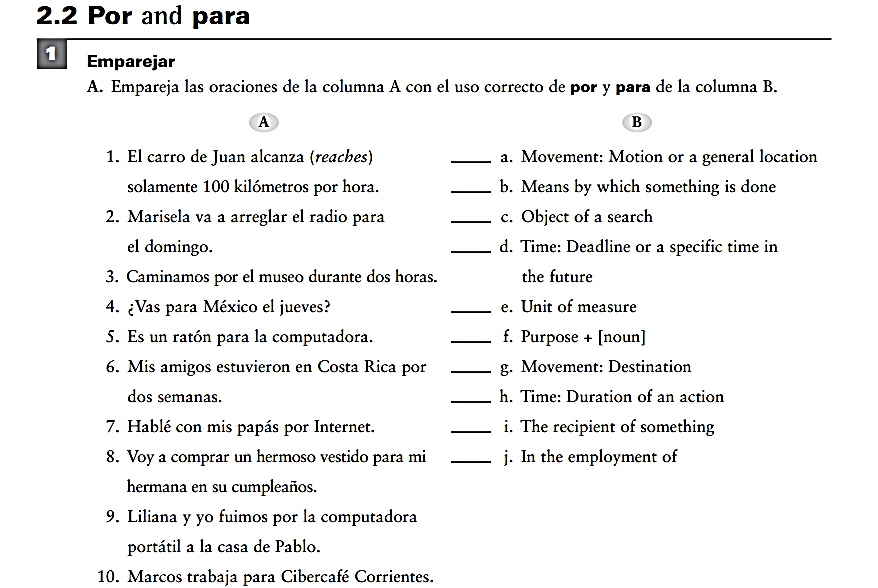 2.2 Por and para
1
Emparejar
A. Empareja las oraciones de la columna A con el uso correcto de por y para de la columna B.
A
1. El carro de Juan alcanza (reaches)
solamente 100 kilómetros por hora.
2. Marisela va a arreglar el radio para
el domingo.
3. Caminamos por el museo durante dos horas.
4. ¿Vas para México el jueves?
5. Es un ratón para la computadora.
6. Mis amigos estuvieron en Costa Rica por
dos semanas.
7. Hablé con mis papás por Internet.
8. Voy a comprar un hermoso vestido para mi
hermana en su cumpleaños.
9. Liliana y yo fuimos por la computadora
portátil a la casa de Pablo.
10. Marcos trabaja para Cibercafé Corrientes.
B
____ a. Movement: Motion or a general location
____ b. Means by which something is done
____ c. Object of a search
____ d. Time: Deadline or a specific time in
the future
____ e. Unit of measure
____ f. Purpose + [noun]
____ g. Movement: Destination
____ h. Time: Duration of an action
____ i. The recipient of something
____ j. In the employment of